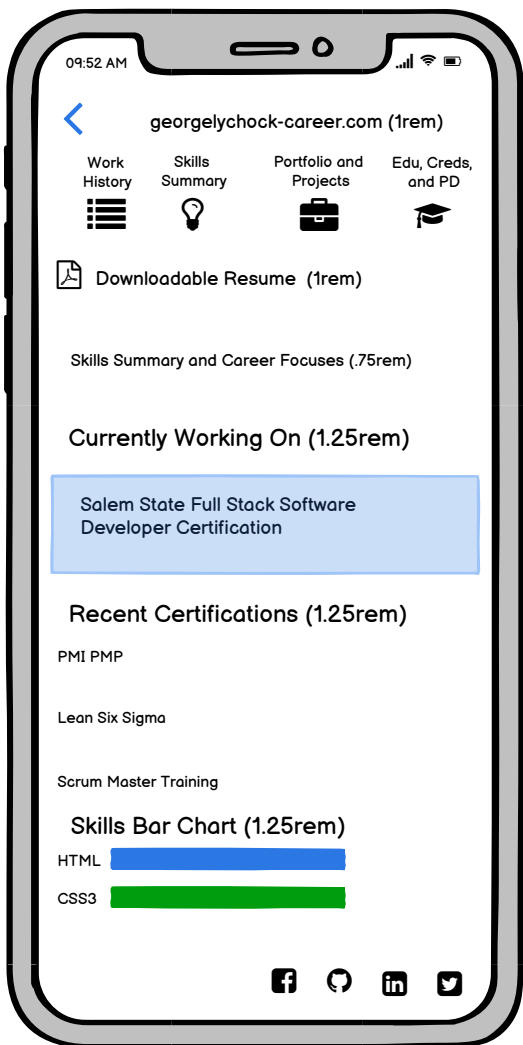 09:52 AM
georgelychock-career.com (1rem)
Work
History
Skills
Summary
Portfolio and
Projects
Edu, Creds,
and PD
Downloadable Resume (1rem)
Skills Summary and Career Focuses (.75rem)
Currently Working On (1.25rem)
Salem State Full Stack Software
Developer Certification
Recent Certifications (1.25rem)
PMI PMP
Lean Six Sigma
Scrum Master Training
Skills Bar Chart (1.25rem)
HTML
CSS3